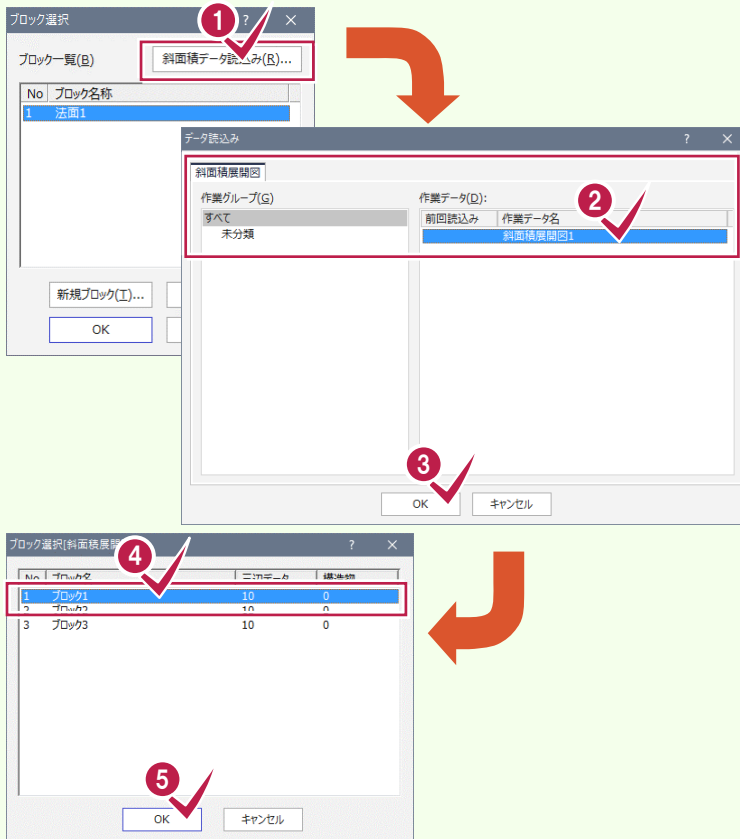 ブロック選択 ? ×
1
ブロック一覧(B)
斜面積データ読込み(R)...
No ブロック名称
1 法面1
新規ブロック(T)...
OK
データ読込み ? ×
斜面積展開図
作業グループ(G)
すべて
未分類
作業データ(D):
2
前回読込み 作業データ名
斜面積展開図1
3
OK キャンセル
ブロック選択[斜面積展開 ? ×
4
No ブロック名 三辺データ 構造物
1 ブロック1 10 0
2 ブロック2 10 0
3 ブロック3 10 0
5
OK キャンセル